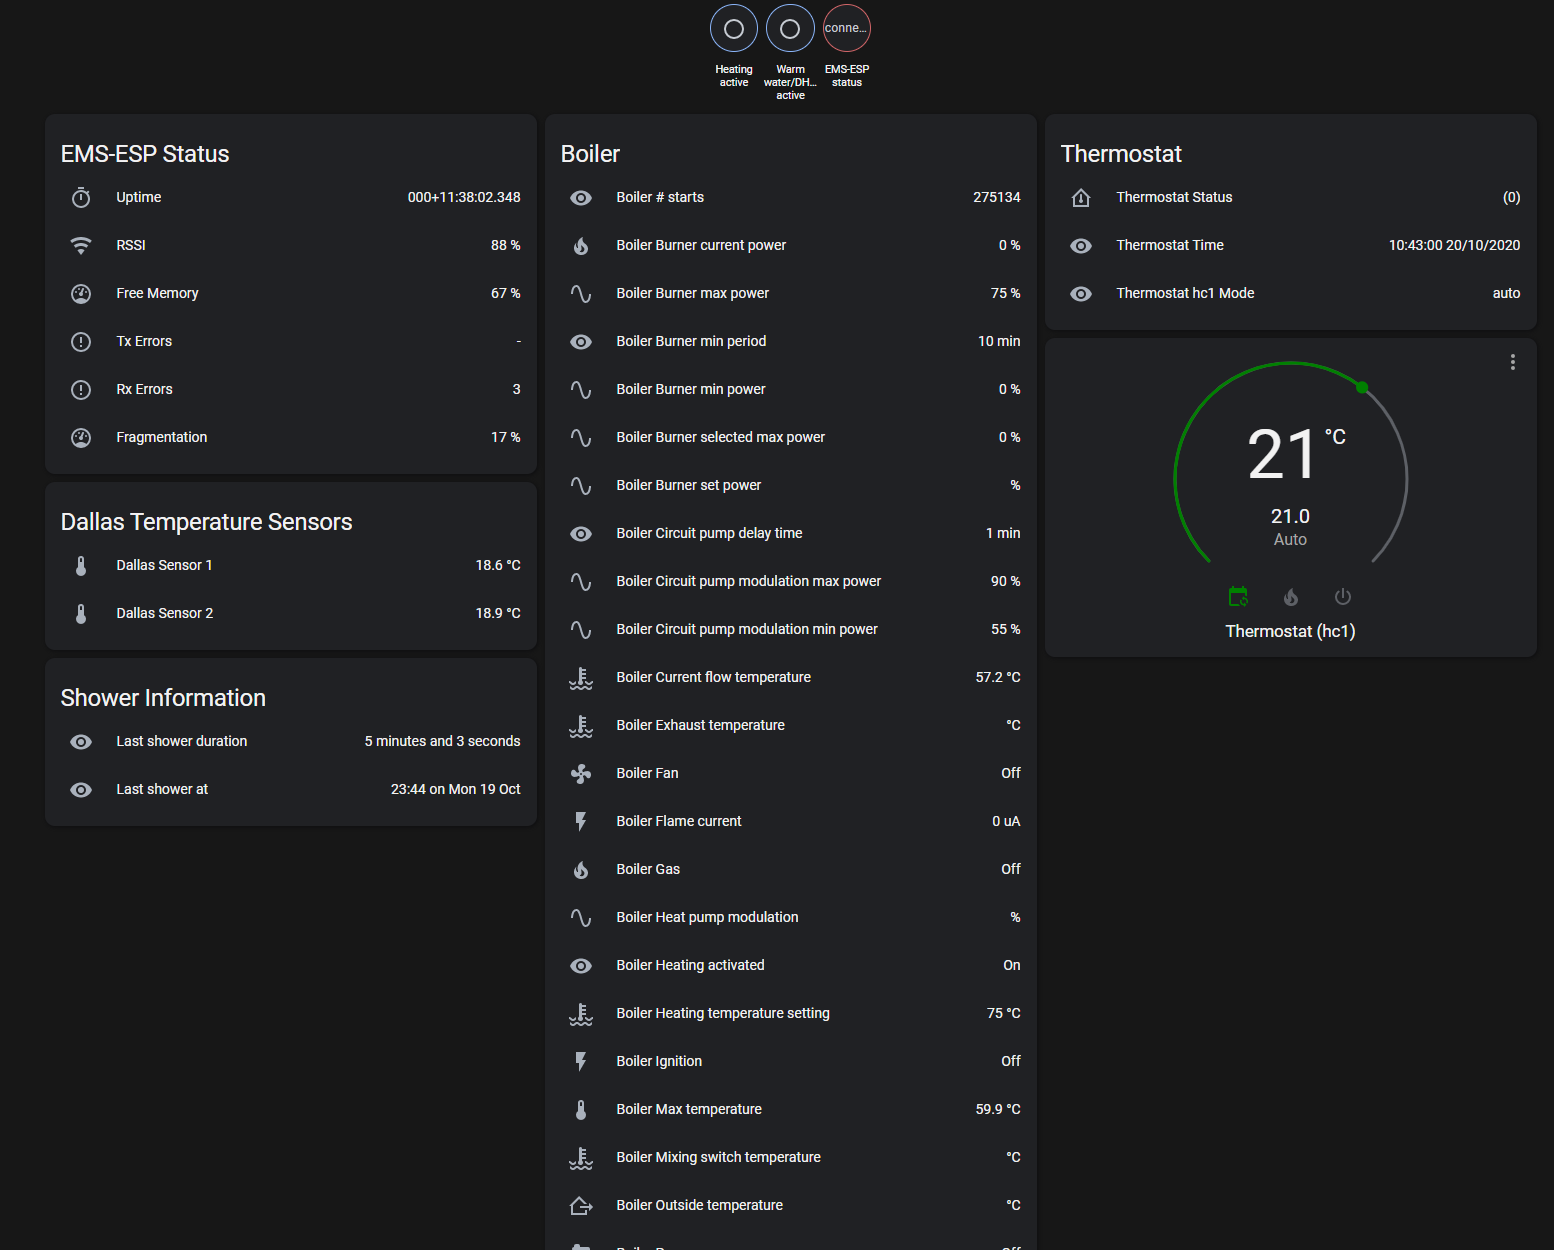 conne...
Heating
active
Warm
water/DH...
active
EMS-ESP
status
EMS-ESP Status
Uptime 000+11:38:02.348
RSSI 88 %
Free Memory 67 %
Tx Errors -
Rx Errors 3
Fragmentation 17 %
Dallas Temperature Sensors
Dallas Sensor 1 18.6 °C
Dallas Sensor 2 18.9 °C
Shower Information
Last shower duration 5 minutes and 3 seconds
Last shower at 23:44 on Mon 19 Oct
Boiler
Boiler # starts 275134
Boiler Burner current power 0 %
Boiler Burner max power 75 %
Boiler Burner min period 10 min
Boiler Burner min power 0 %
Boiler Burner selected max power 0 %
Boiler Burner set power %
Boiler Circuit pump delay time 1 min
Boiler Circuit pump modulation max power 90 %
Boiler Circuit pump modulation min power 55 %
Boiler Current flow temperature 57.2 °C
Boiler Exhaust temperature °C
Boiler Fan Off
Boiler Flame current 0 uA
Boiler Gas Off
Boiler Heat pump modulation %
Boiler Heating activated On
Boiler Heating temperature setting 75 °C
Boiler Ignition Off
Boiler Max temperature 59.9 °C
Boiler Mixing switch temperature °C
Boiler Outside temperature °C
Thermostat
Thermostat Status (0)
Thermostat Time 10:43:00 20/10/2020
Thermostat hc1 Mode auto
21 °C
21.0
Auto
Thermostat (hc1)